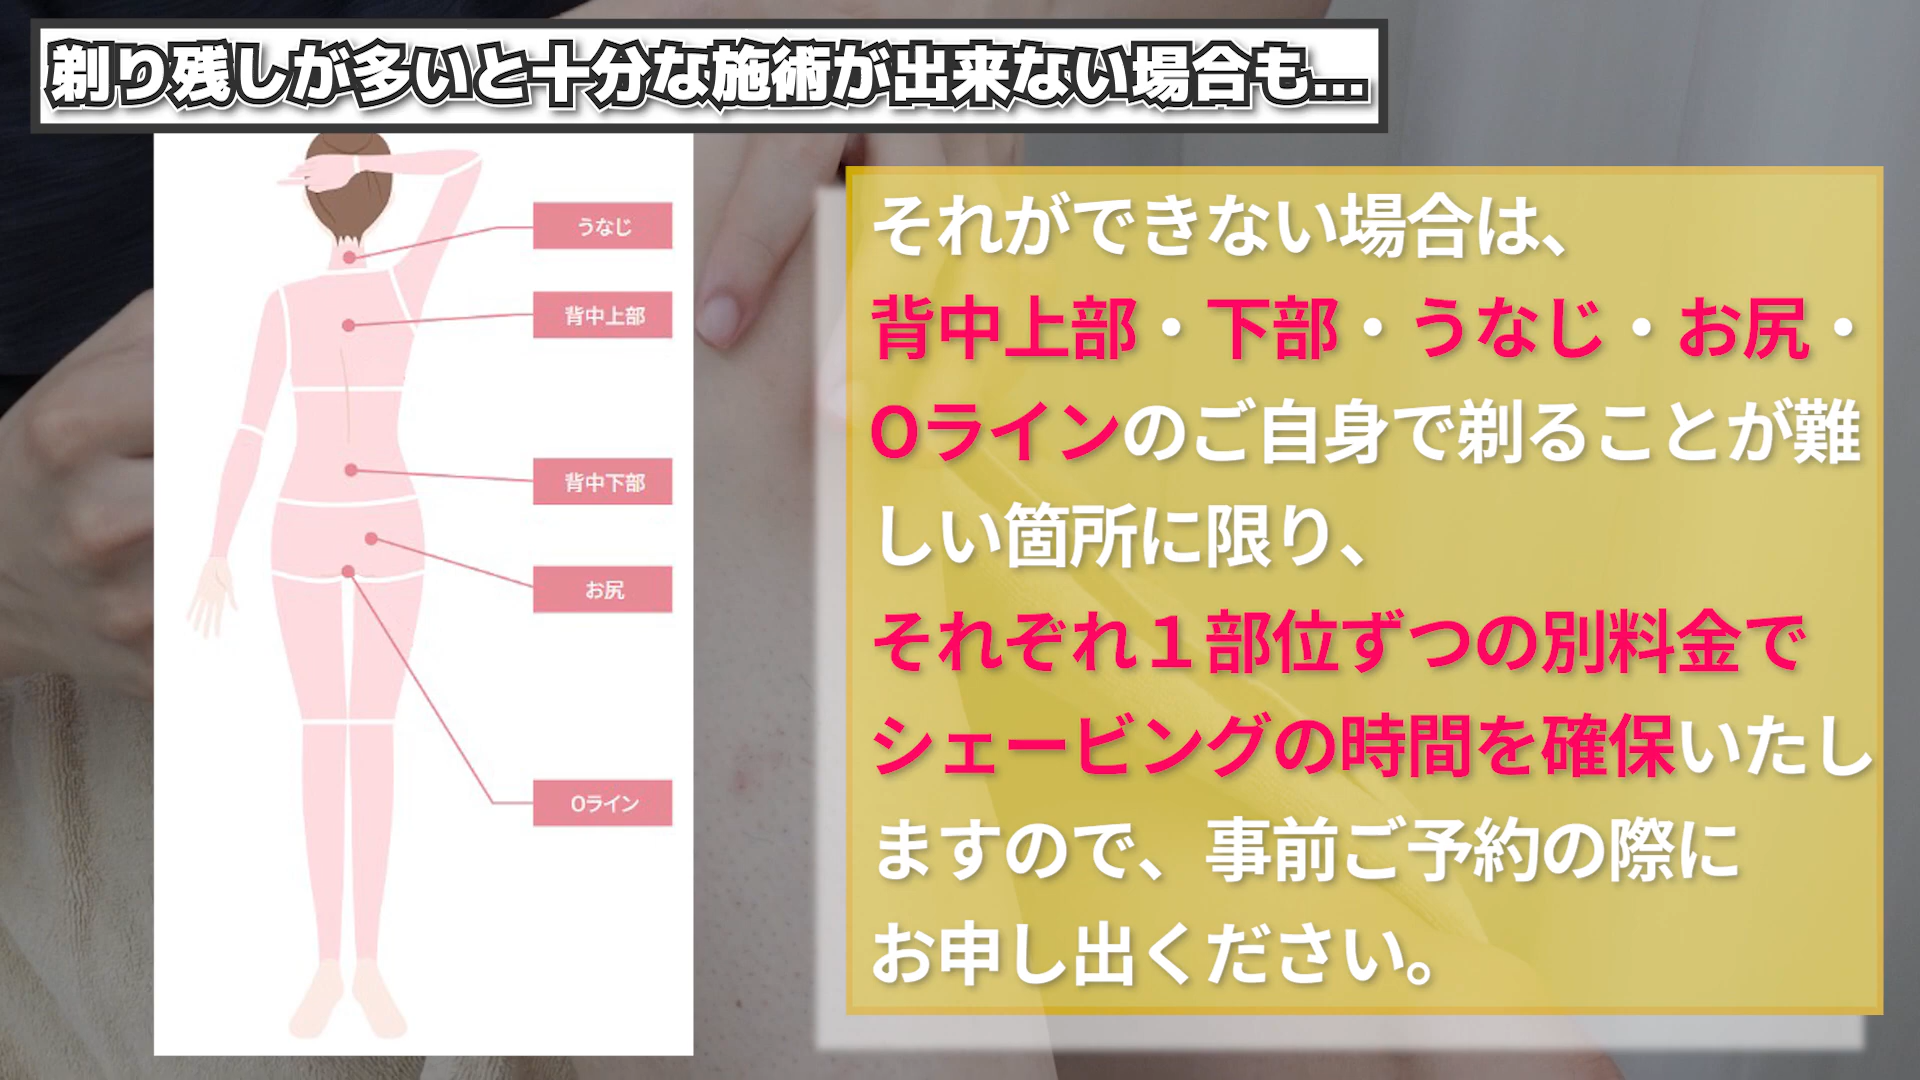 剃り残しが多いと十分な施術が出来ない場合も...
うなじ
背中上部
背中下部
お尻
Oライン
それができない場合は、
背中上部・下部・うなじ・お尻・
Oラインのご自身で剃ることが難
しい箇所に限り、
それぞれ１部位ずつの別料金で
シェービングの時間を確保いたし
ますので、事前ご予約の際に
お申し出ください。